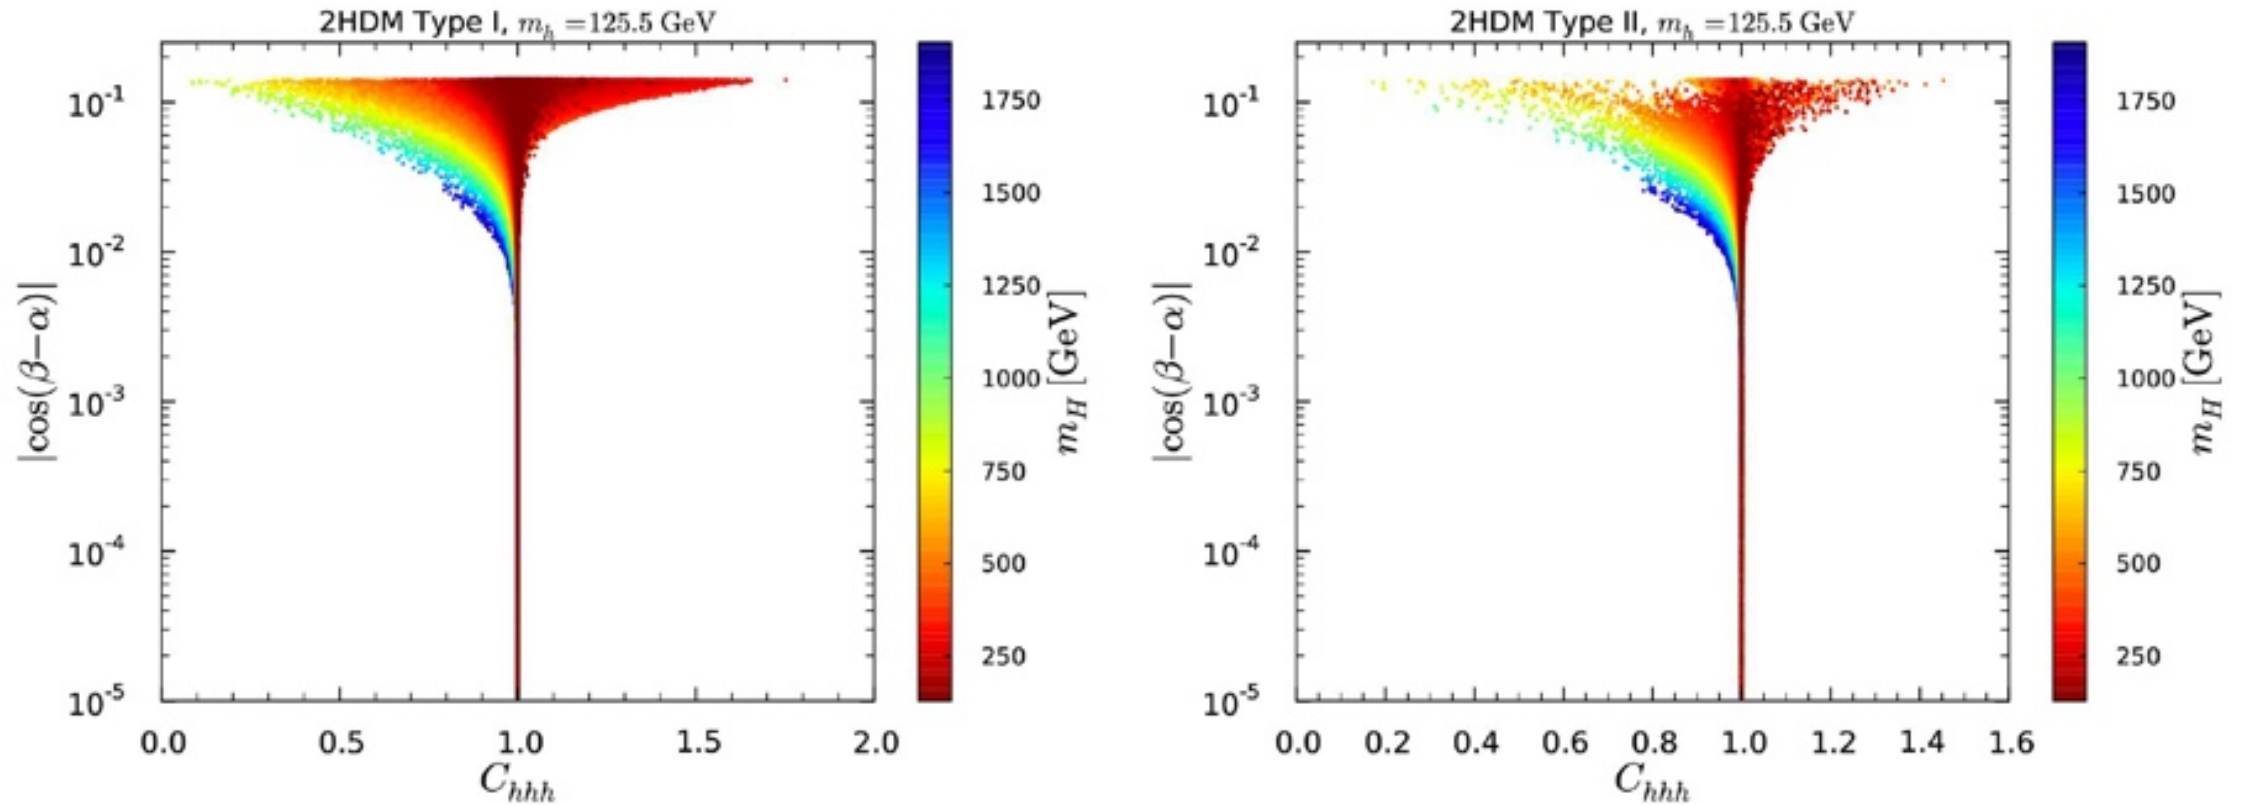 2HDM Type I, m_h =125.5 GeV
10^-1
10^-2
10^-3
10^-4
10^-5
|cos(β−α)|
0.0 0.5 1.0 1.5 2.0
C_hhh
1750
1500
1250
1000
750
500
250
m_H [GeV]
2HDM Type II, m_h =125.5 GeV
10^-1
10^-2
10^-3
10^-4
10^-5
|cos(β−α)|
0.0 0.2 0.4 0.6 0.8 1.0 1.2 1.4 1.6
C_hhh
1750
1500
1250
1000
750
500
250
m_H [GeV]